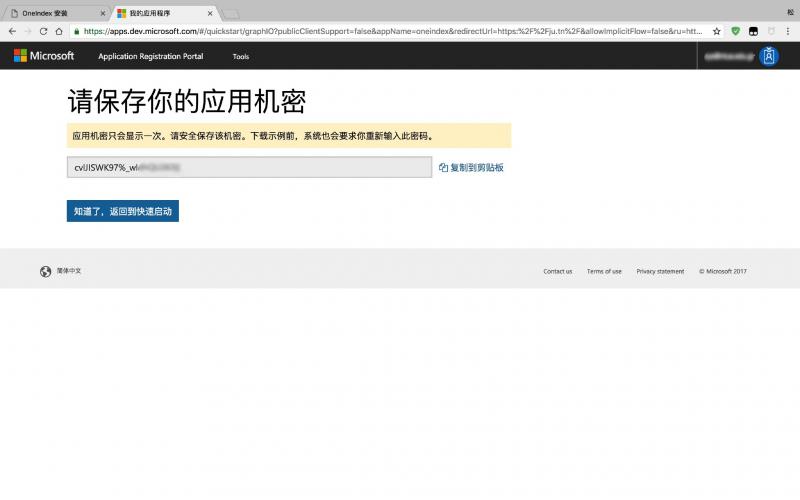 OneIndex 安装
我的应用程序
松
https://apps.dev.microsoft.com/#/quickstart/graphIO?publicClientSupport=false&appName=oneindex&redirectUrl=https:%2F%2Fju.tn%2F&allowImplicitFlow=false&ru=htt...
Microsoft Application Registration Portal Tools
请保存你的应用机密
应用机密只会显示一次。请安全保存该机密。下载示例前，系统也会要求你重新输入此密码。
复制到剪贴板
知道了，返回到快速启动
简体中文 Contact us Terms of use Privacy statement © Microsoft 2017